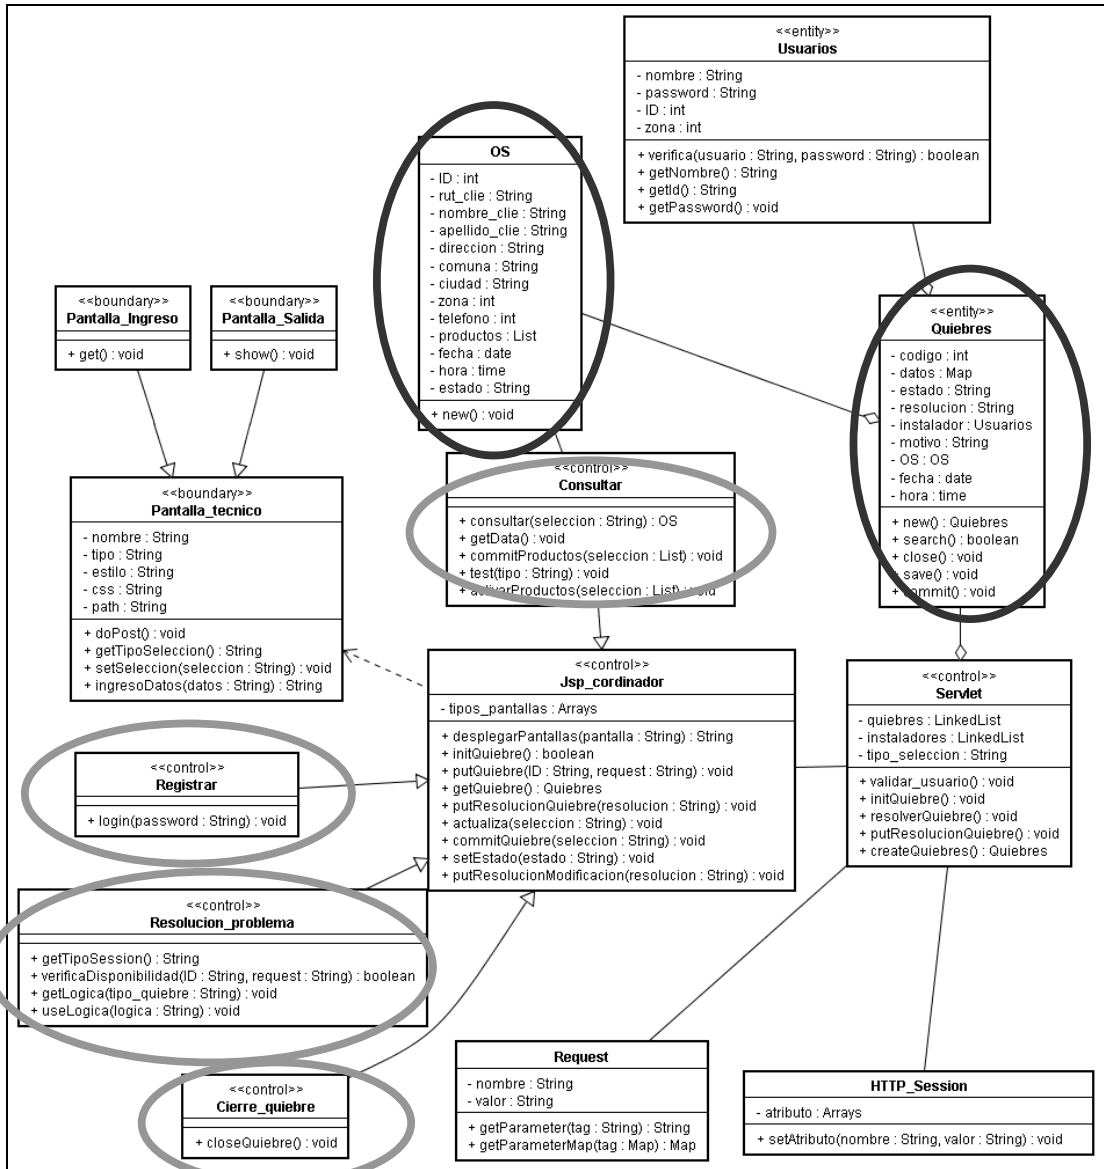 <<entity>>
Usuarios
- nombre : String
- password : String
- ID : int
- zona : int
+ verifica(usuario : String, password : String) : boolean
+ getNombre() : String
+ getId() : String
+ getPassword() : void
OS
- ID : int
- rut_clie : String
- nombre_clie : String
- apellido_clie : String
- direccion : String
- comuna : String
- ciudad : String
- zona : int
- telefono : int
- productos : List
- fecha : date
- hora : time
- estado : String
+ new() : void
<<boundary>>
Pantalla_Ingreso
+ get() : void
<<boundary>>
Pantalla_Salida
+ show() : void
<<entity>>
Quiebres
- codigo : int
- datos : Map
- estado : String
- resolucion : String
- instalador : Usuarios
- motivo : String
- OS : OS
- fecha : date
- hora : time
+ new() : Quiebres
+ search() : boolean
+ close() : void
+ save() : void
+ commit() : void
<<control>>
Consultar
+ consultar(seleccion : String) : OS
+ getData() : void
+ commitProductos(seleccion : List) : void
+ test(tipo : String) : void
+ activarProductos(seleccion : List) : void
<<boundary>>
Pantalla_tecnico
- nombre : String
- tipo : String
- estilo : String
- css : String
- path : String
+ doPost() : void
+ getTipoSeleccion() : String
+ setSeleccion(seleccion : String) : void
+ ingresoDatos(datos : String) : String
<<control>>
Jsp_cordinador
- tipos_pantallas : Arrays
+ desplegarPantallas(pantalla : String) : String
+ initQuiebre() : boolean
+ putQuiebre(ID : String, request : String) : void
+ getQuiebre() : Quiebres
+ putResolucionQuiebre(resolucion : String) : void
+ actualiza(seleccion : String) : void
+ commitQuiebre(seleccion : String) : void
+ setEstado(estado : String) : void
+ putResolucionModificacion(resolucion : String) : void
<<control>>
Servlet
- quiebres : LinkedList
- instaladores : LinkedList
- tipo_seleccion : String
+ validar_usuario() : void
+ initQuiebre() : void
+ resolverQuiebre() : void
+ putResolucionQuiebre() : void
+ createQuiebres() : Quiebres
<<control>>
Registrar
+ login(password : String) : void
<<control>>
Resolucion_problema
+ getTipoSession() : String
+ verificaDisponibilidad(ID : String, request : String) : boolean
+ getLogica(tipo_quiebre : String) : void
+ useLogica(logica : String) : void
<<control>>
Cierre_quiebre
+ closeQuiebre() : void
Request
- nombre : String
- valor : String
+ getParameter(tag : String) : String
+ getParameterMap(tag : Map) : Map
HTTP_Session
- atributo : Arrays
+ setAtributo(nombre : String, valor : String) : void